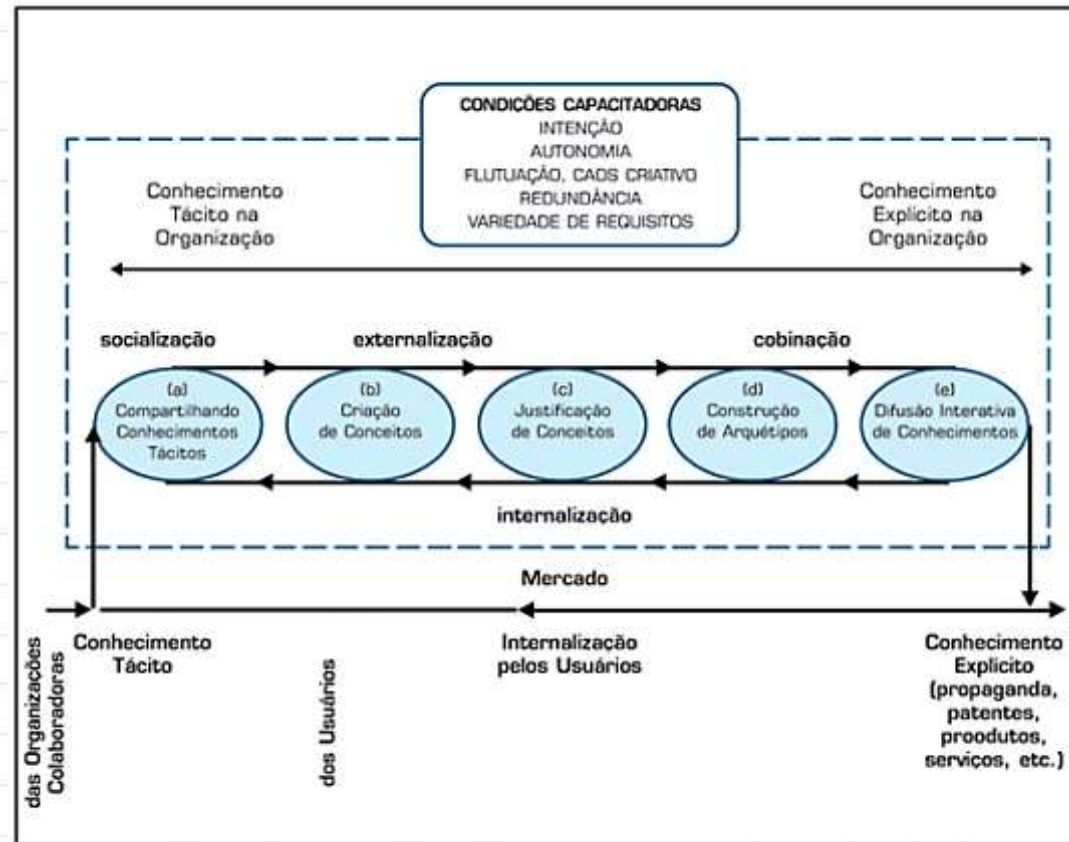 CONDIÇÕES CAPACITADORAS
INTENÇÃO
AUTONOMIA
FLUTUAÇÃO, CAOS CRIATIVO
REDUNDÂNCIA
VARIEDADE DE REQUISITOS
Conhecimento
Tácito na
Organização
Conhecimento
Explícito na
Organização
socialização
externalização
cobinação
(a)
Compartilhando
Conhecimentos
Tácitos
(b)
Criação
de Conceitos
(c)
Justificação
de Conceitos
(d)
Construção
de Arquétipos
(e)
Difusão Interativa
de Conhecimentos
internalização
Mercado
das Organizações
Colaboradoras
Conhecimento
Tácito
dos Usuários
Internalização
pelos Usuários
Conhecimento
Explícito
(propaganda,
patentes,
proodutos,
serviços, etc.)